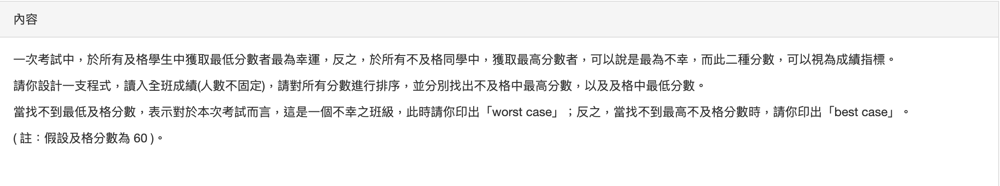 內容
一次考試中，於所有及格學生中獲取最低分數者最為幸運，反之，於所有不及格同學中，獲取最高分數者，可以說是最為不幸，而此二種分數，可以視為成績指標。
請你設計一支程式，讀入全班成績(人數不固定)，請對所有分數進行排序，並分別找出不及格中最高分數，以及及格中最低分數。
當找不到最低及格分數，表示對於本次考試而言，這是一個不幸之班級，此時請你印出「worst case」；反之，當找不到最高不及格分數時，請你印出「best case」。
( 註：假設及格分數為 60 )。